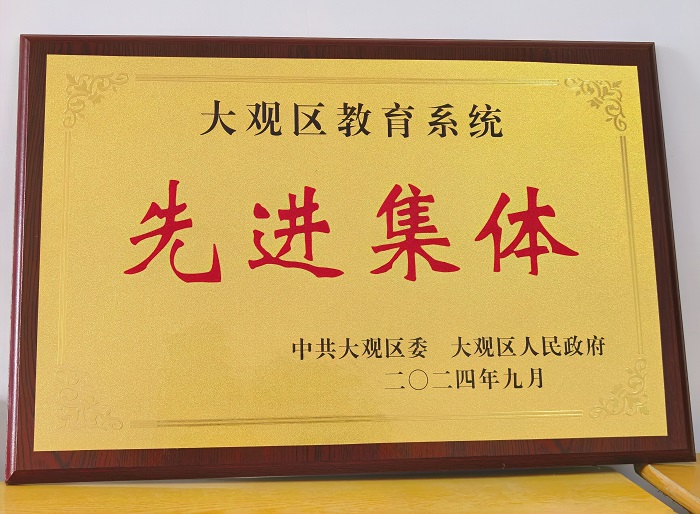 大观区教育系统
先进集体
中共大观区委 大观区人民政府
二〇二四年九月